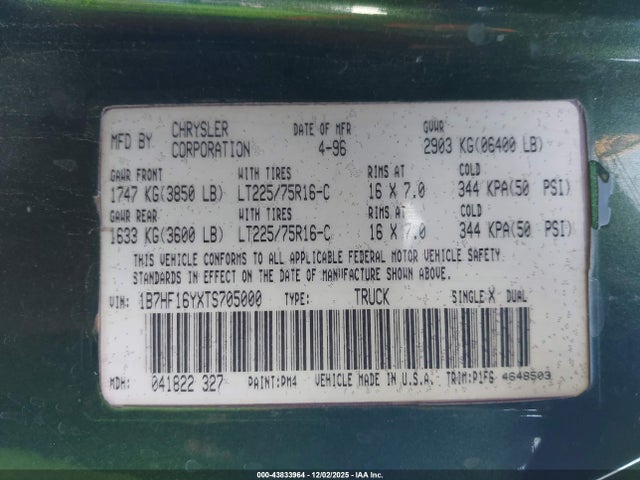 MFD BY CHRYSLER CORPORATION DATE OF MFR 4-96 GVWR 2903 KG(06400 LB)
GAWR FRONT WITH TIRES RIMS AT COLD
1747 KG(3850 LB) LT225/75R16-C 16 X 7.0 344 KPA(50 PSI)
GAWR REAR WITH TIRES RIMS AT COLD
1633 KG(3600 LB) LT225/75R16-C 16 X 7.0 344 KPA(50 PSI)
THIS VEHICLE CONFORMS TO ALL APPLICABLE FEDERAL MOTOR VEHICLE SAFETY
STANDARDS IN EFFECT ON THE DATE OF MANUFACTURE SHOWN ABOVE.
VIN: 1B7HF16YXTS705000 TYPE: TRUCK SINGLE X DUAL
MDH: 041822 327 PAINT:PM4 VEHICLE MADE IN U.S.A. TRIM:P1FS 4648503
000-43833964 - 12/02/2025 - IAA Inc.